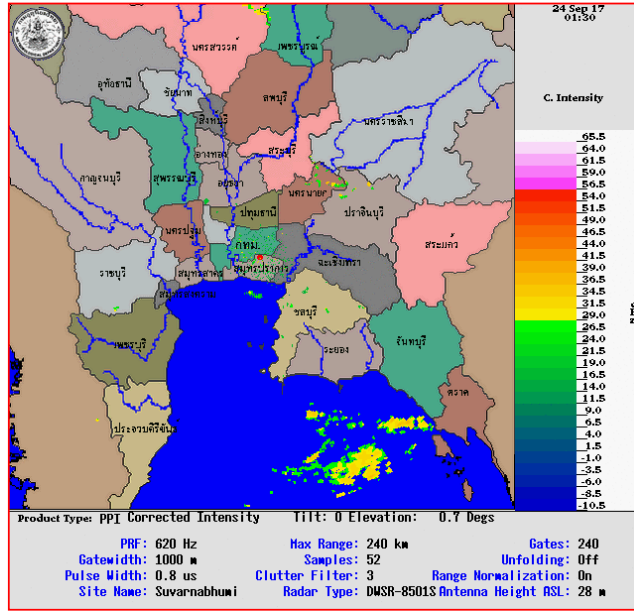 24 Sep 17
01:30
C. Intensity
นครสวรรค์
เพชรบูรณ์
อุทัยธานี
ชัยนาท
ลพบุรี
สิงหบุรี
นครราชสีมา
อ่างทอง
สระบุรี
กาญจนบุรี
สุพรรณบุรี
อยุธยา
นครนายก
ปราจีนบุรี
ปทุมธานี
นครปฐม
กทม.
สระแก้ว
ฉะเชิงเทรา
ราชบุรี
สมุทรสาคร
สมุทรปราการ
สมุทรสงคราม
ชลบุรี
เพชรบุรี
ระยอง
จันทบุรี
ตราด
ประจวบคีรีขันธ์
65.5
64.0
61.5
59.0
56.5
54.0
51.5
49.0
46.5
44.0
41.5
39.0
36.5
34.0
31.5
29.0
26.5
24.0
21.5
19.0
16.5
14.0
11.5
9.0
6.5
4.0
1.5
-1.0
-3.5
-6.0
-8.5
-10.5
Product Type: PPI Corrected Intensity Tilt: 0 Elevation: 0.7 Degs
PRF: 620 Hz Max Range: 240 km Gates: 240
Gatewidth: 1000 m Samples: 52 Unfolding: Off
Pulse Width: 0.8 us Clutter Filter: 3 Range Normalization: On
Site Name: Suvarnabhumi Radar Type: DWSR-8501S Antenna Height ASL: 28 m